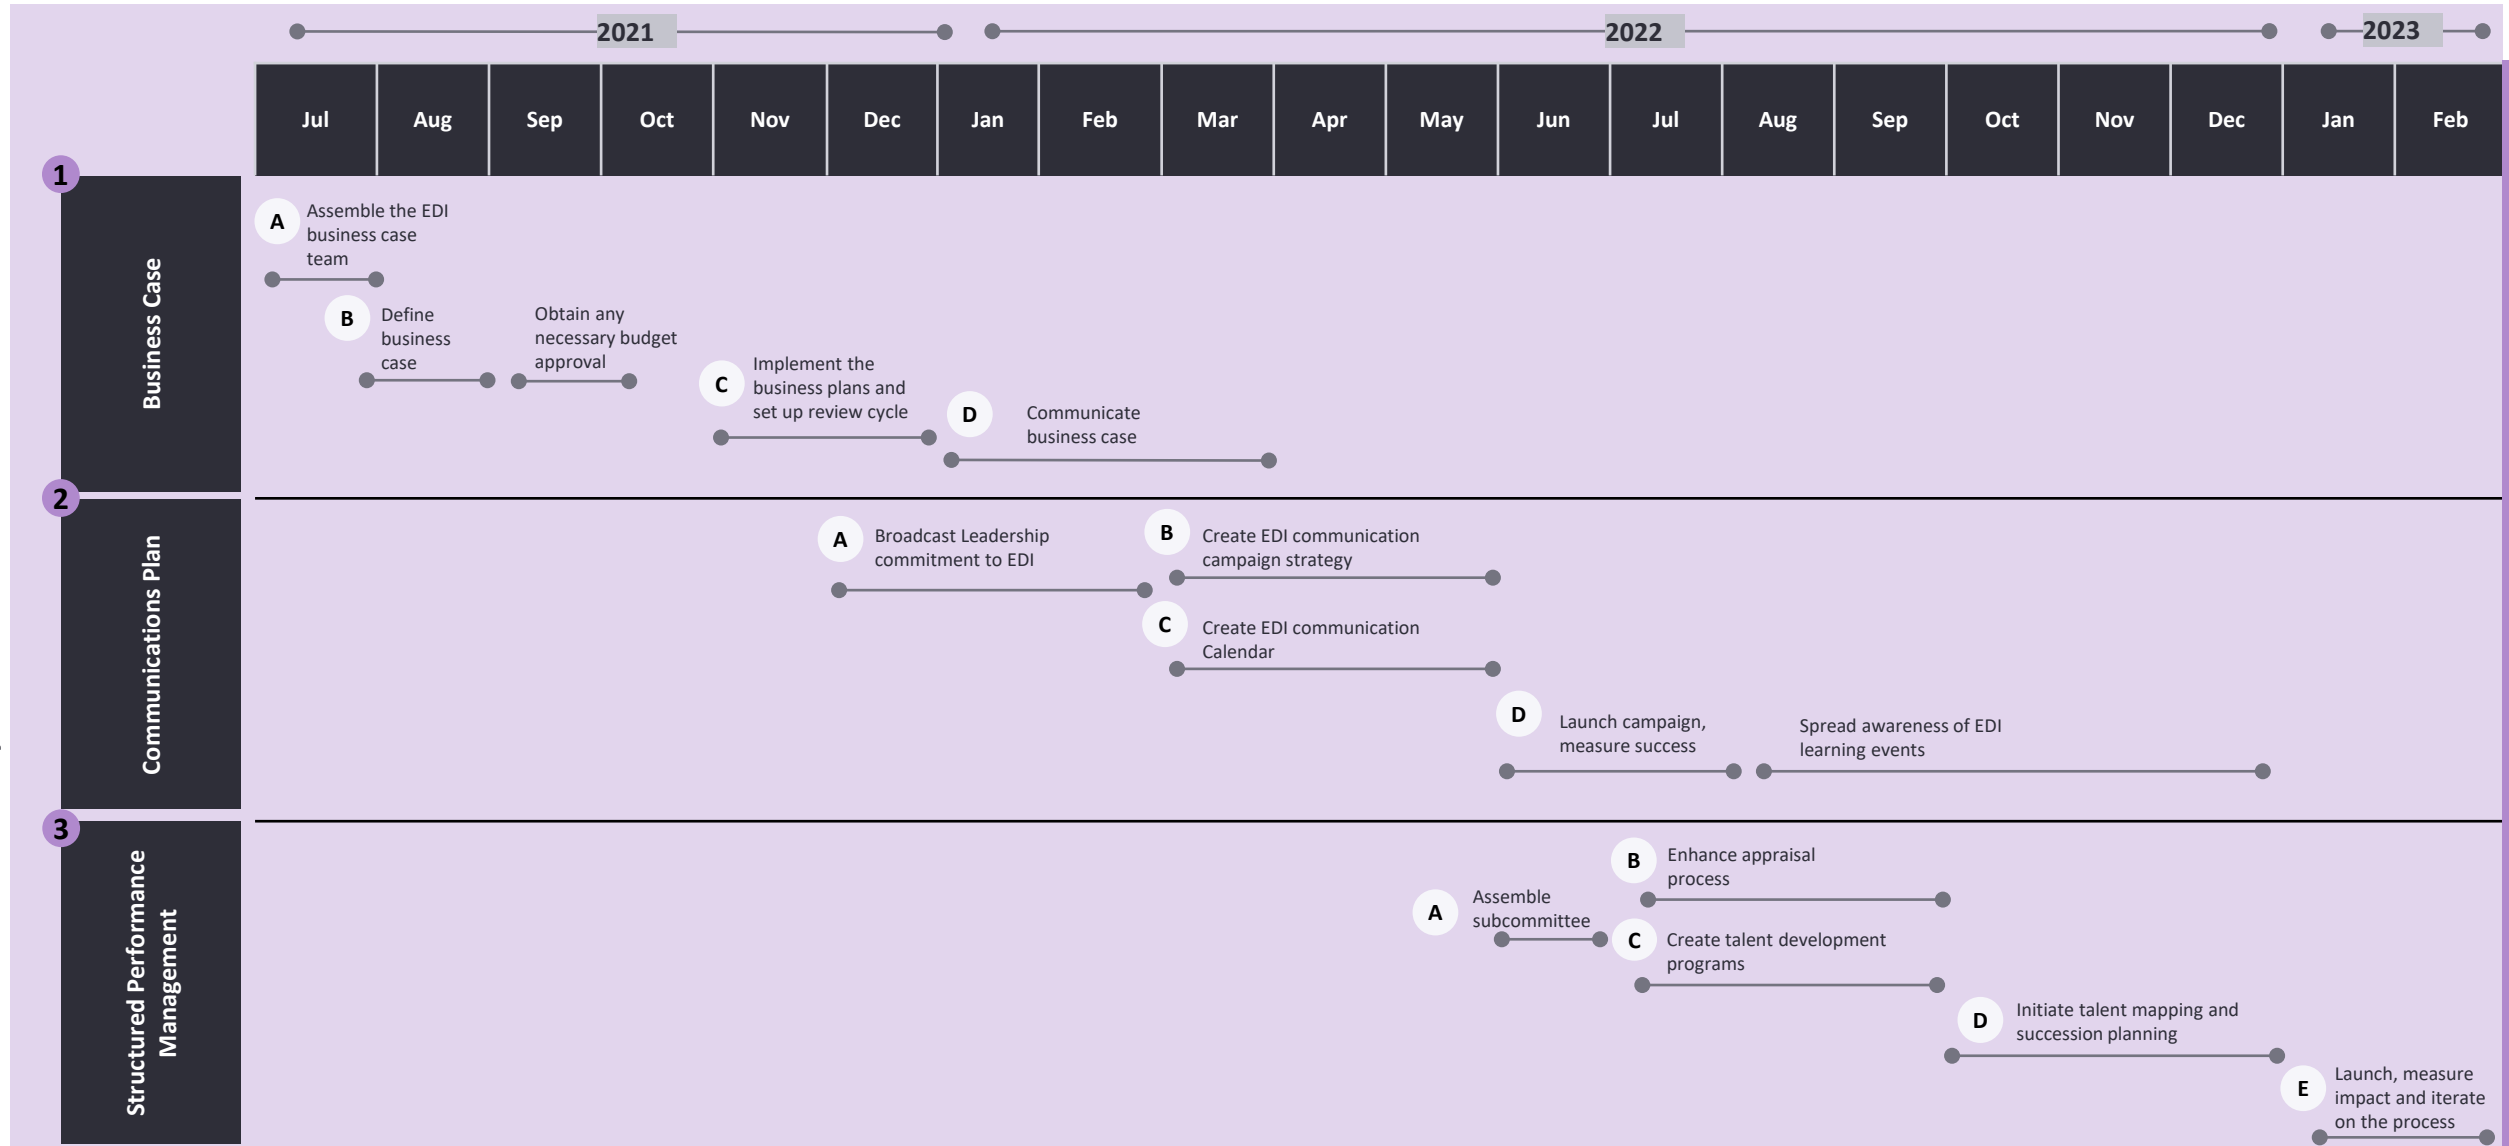 2021
2022
2023
Jul
Aug
Sep
Oct
Nov
Dec
Jan
Feb
Mar
Apr
May
Jun
Jul
Aug
Sep
Oct
Nov
Dec
Jan
Feb
1
Business Case
A
Assemble the EDI
business case
team
B
Define
business
case
Obtain any
necessary budget
approval
C
Implement the
business plans and
set up review cycle
D
Communicate
business case
2
Communications Plan
A
Broadcast Leadership
commitment to EDI
B
Create EDI communication
campaign strategy
C
Create EDI communication
Calendar
D
Launch campaign,
measure success
Spread awareness of EDI
learning events
3
Structured Performance
Management
A
Assemble
subcommittee
B
Enhance appraisal
process
C
Create talent development
programs
D
Initiate talent mapping and
succession planning
E
Launch, measure
impact and iterate
on the process